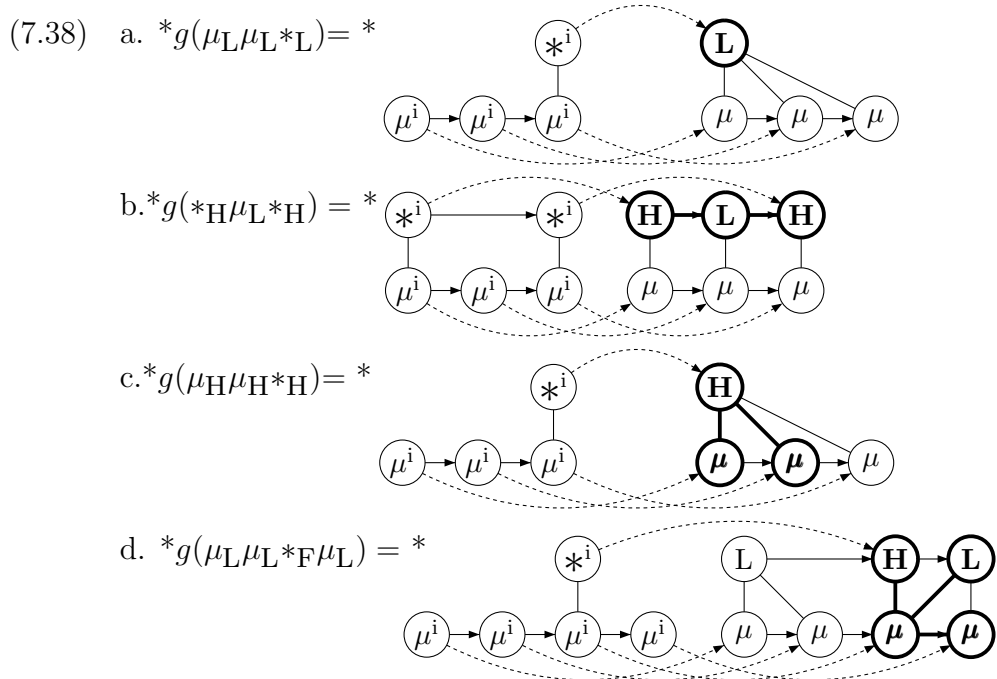 (7.38) a. *g(μLμL*L)= * *i L
μi μi μi μ μ μ
b.*g(*HμL*H) = * *i *i H L H
μi μi μi μ μ μ
c.*g(μHμH*H)= * *i H
μi μi μi μ μ μ
d. *g(μLμL*FμL) = * *i L H L
μi μi μi μi μ μ μ μ